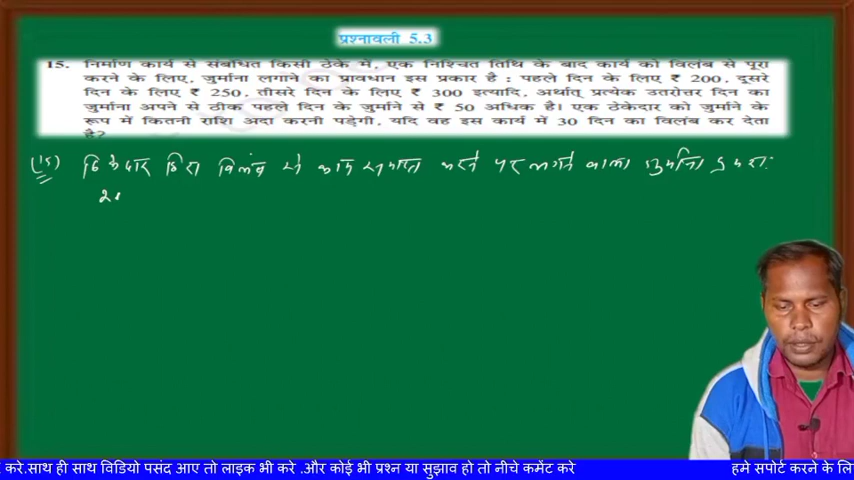 प्रश्नावली 5.3
15. निर्माण कार्य से संबंधित किसी ठेके में, एक निश्चित तिथि के बाद कार्य को विलंब से पूरा
करने के लिए, जुर्माना लगाने का प्रावधान इस प्रकार है : पहले दिन के लिए ₹ 200, दूसरे
दिन के लिए ₹ 250, तीसरे दिन के लिए ₹ 300 इत्यादि, अर्थात् प्रत्येक उतरोत्तर दिन का
जुर्माना अपने से ठीक पहले दिन के जुर्माने से ₹ 50 अधिक है। एक ठेकेदार को जुर्माने के
रूप में कितनी राशि अदा करनी पड़ेगी, यदि वह इस कार्य में 30 दिन का विलंब कर देता
है?
(15) विलंब से काम समाप्त करने पर लगने वाला जुर्माना क्रमशः
करे.साथ ही साथ विडियो पसंद आए तो लाइक भी करे .और कोई भी प्रश्न या सुझाव हो तो नीचे कमेंट करे
हमे सपोर्ट करने के लि